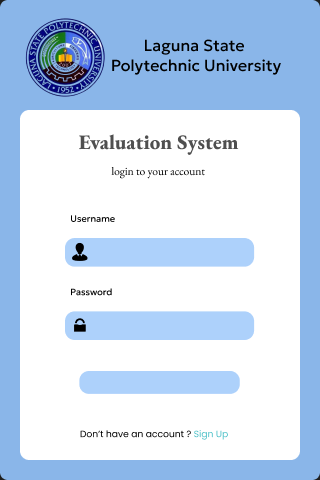 LAGUNA STATE POLYTECHNIC UNIVERSITY
• 1952 •
Laguna State
Polytechnic University
Evaluation System
login to your account
Username
Password
Don't have an account ? Sign Up